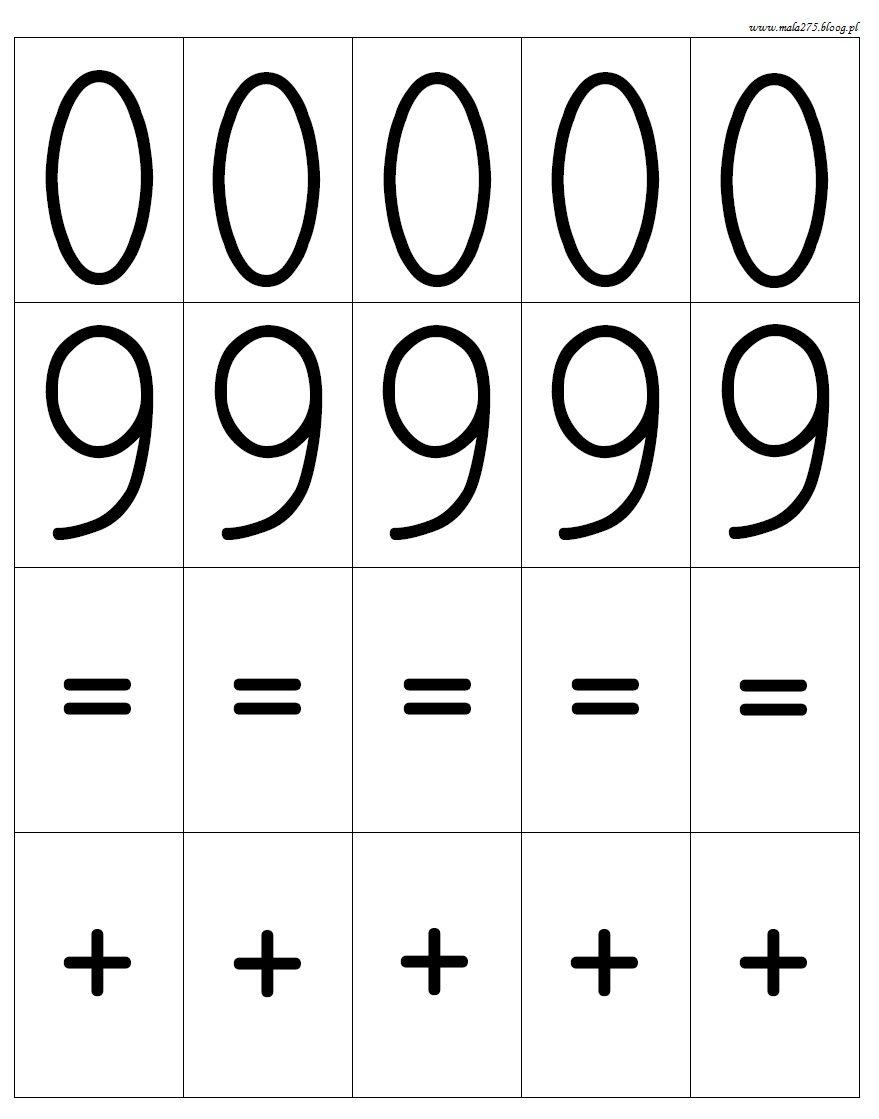 www.mala275.bloog.pl
0 0 0 0 0
9 9 9 9 9
= = = = =
+ + + + +